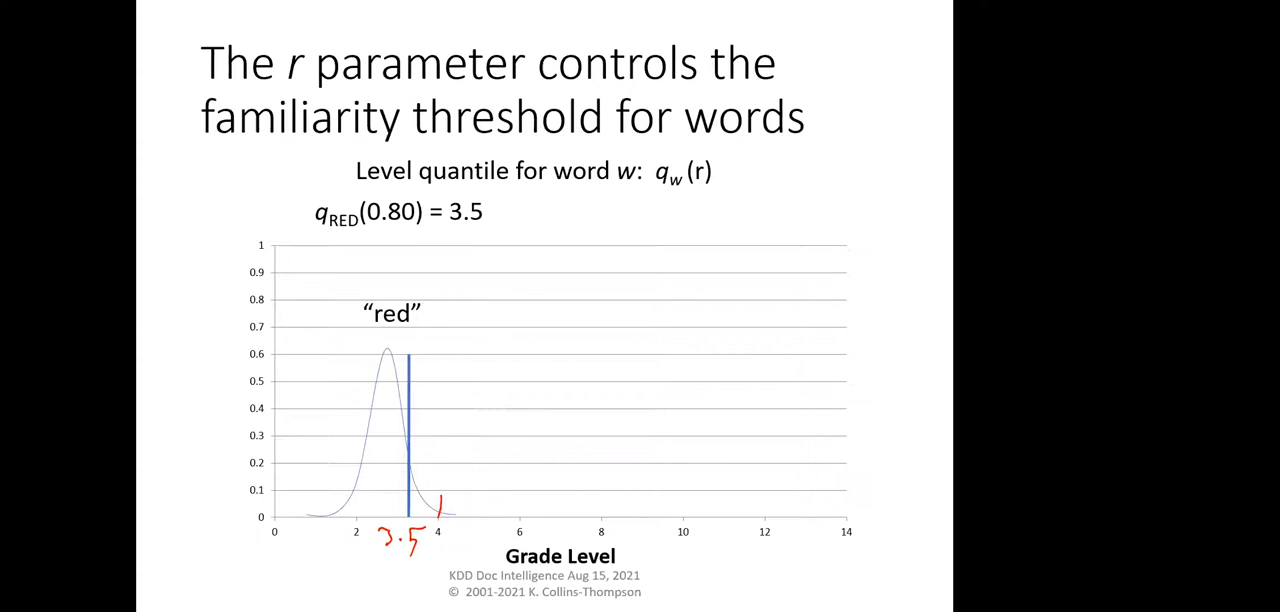 The r parameter controls the
familiarity threshold for words
Level quantile for word w: qw (r)
qRED(0.80) = 3.5
1
0.9
0.8
"red"
0.7
0.6
0.5
0.4
0.3
0.2
0.1
0
0 2 4 6 8 10 12 14
3.5
Grade Level
KDD Doc Intelligence Aug 15, 2021
© 2001-2021 K. Collins-Thompson